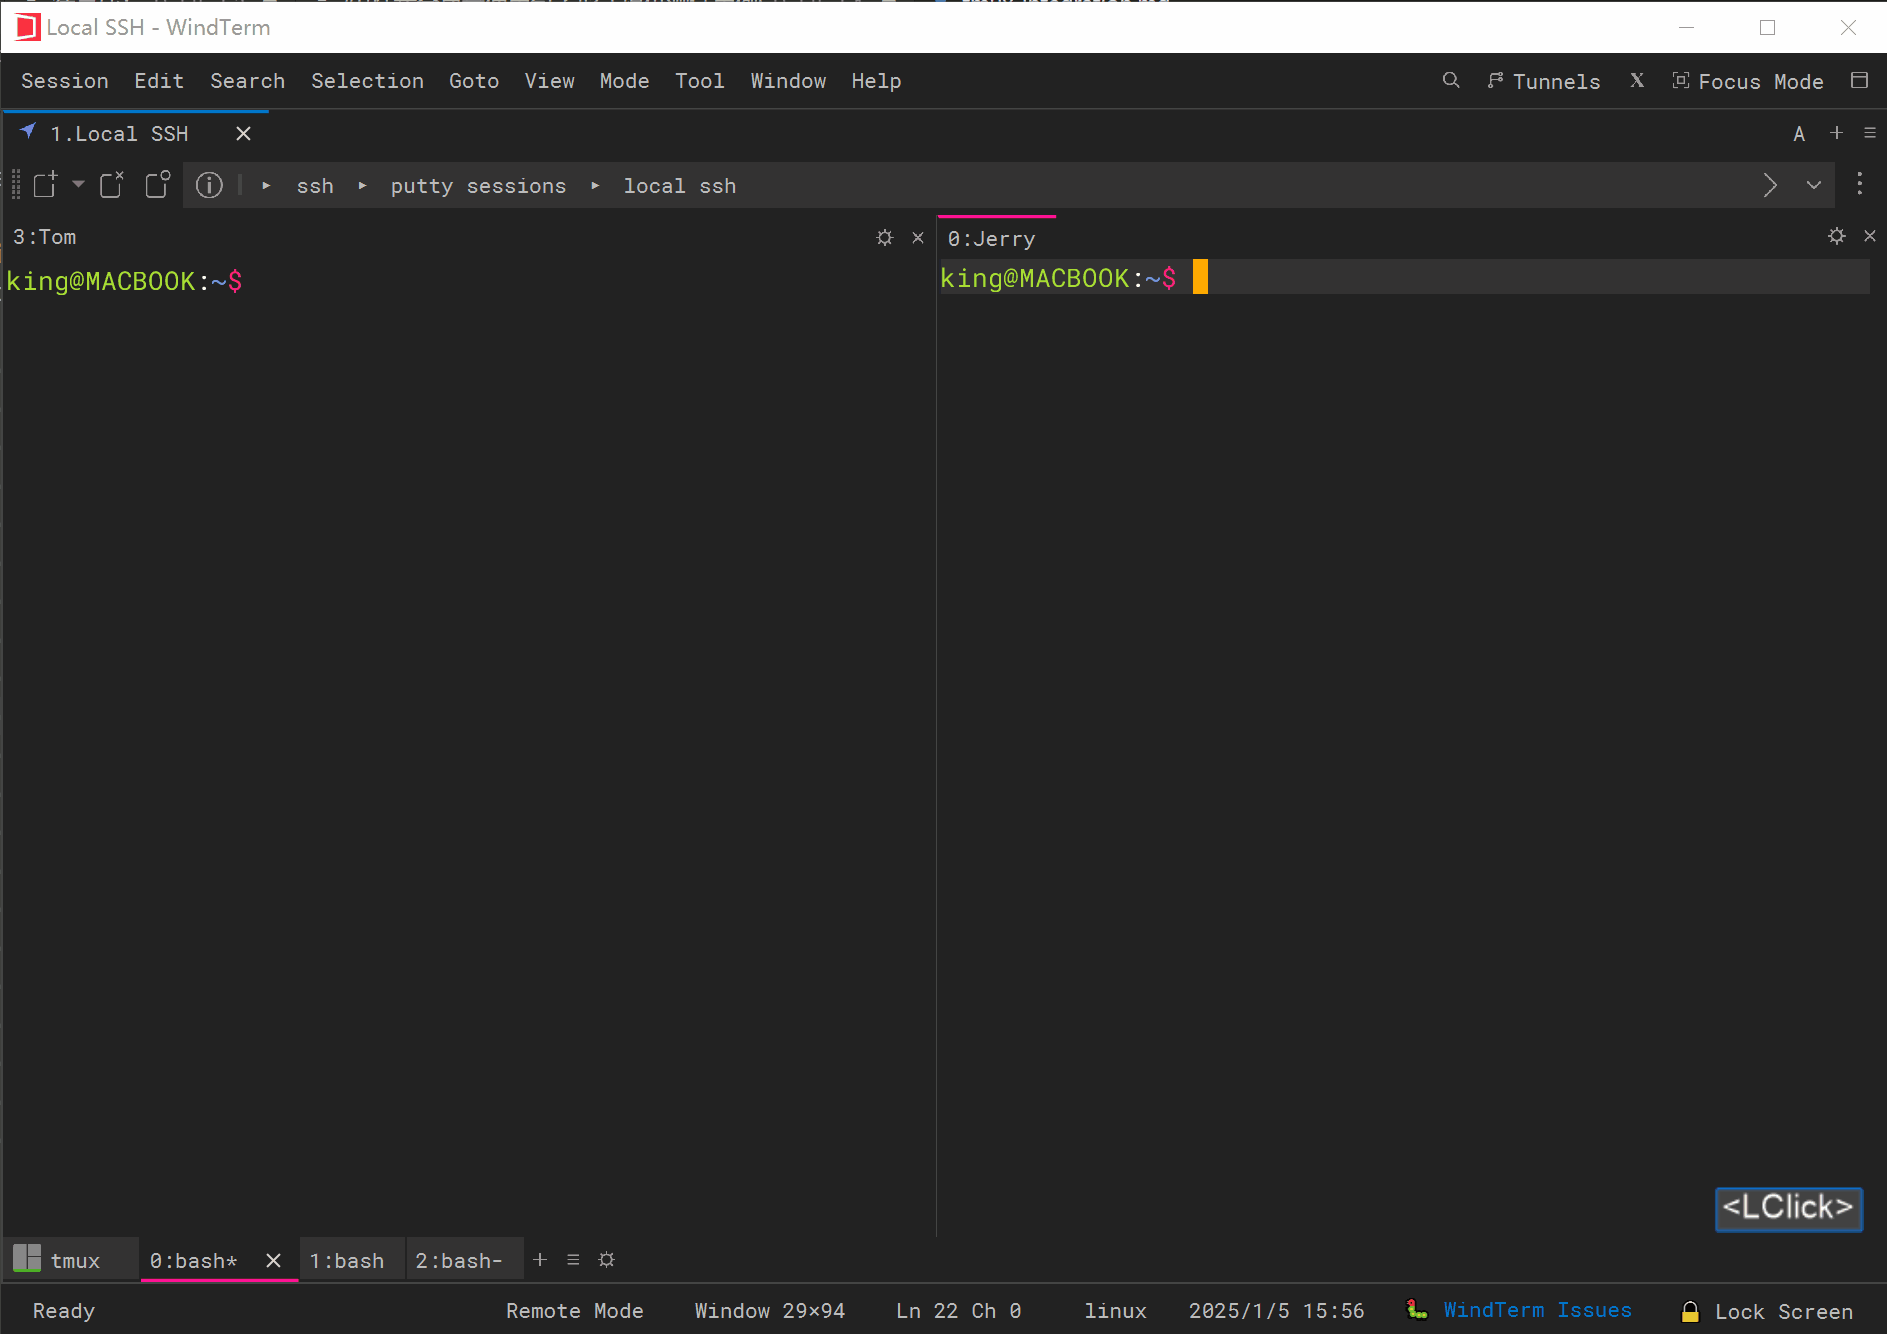 Local SSH - WindTerm
Session Edit Search Selection Goto View Mode Tool Window Help Tunnels X Focus Mode
1.Local SSH A
ssh ▸ putty sessions ▸ local ssh
3:Tom
king@MACBOOK:~$
0:Jerry
king@MACBOOK:~$
<LClick>
tmux 0:bash* 1:bash 2:bash-
Ready Remote Mode Window 29×94 Ln 22 Ch 0 linux 2025/1/5 15:56 WindTerm Issues Lock Screen